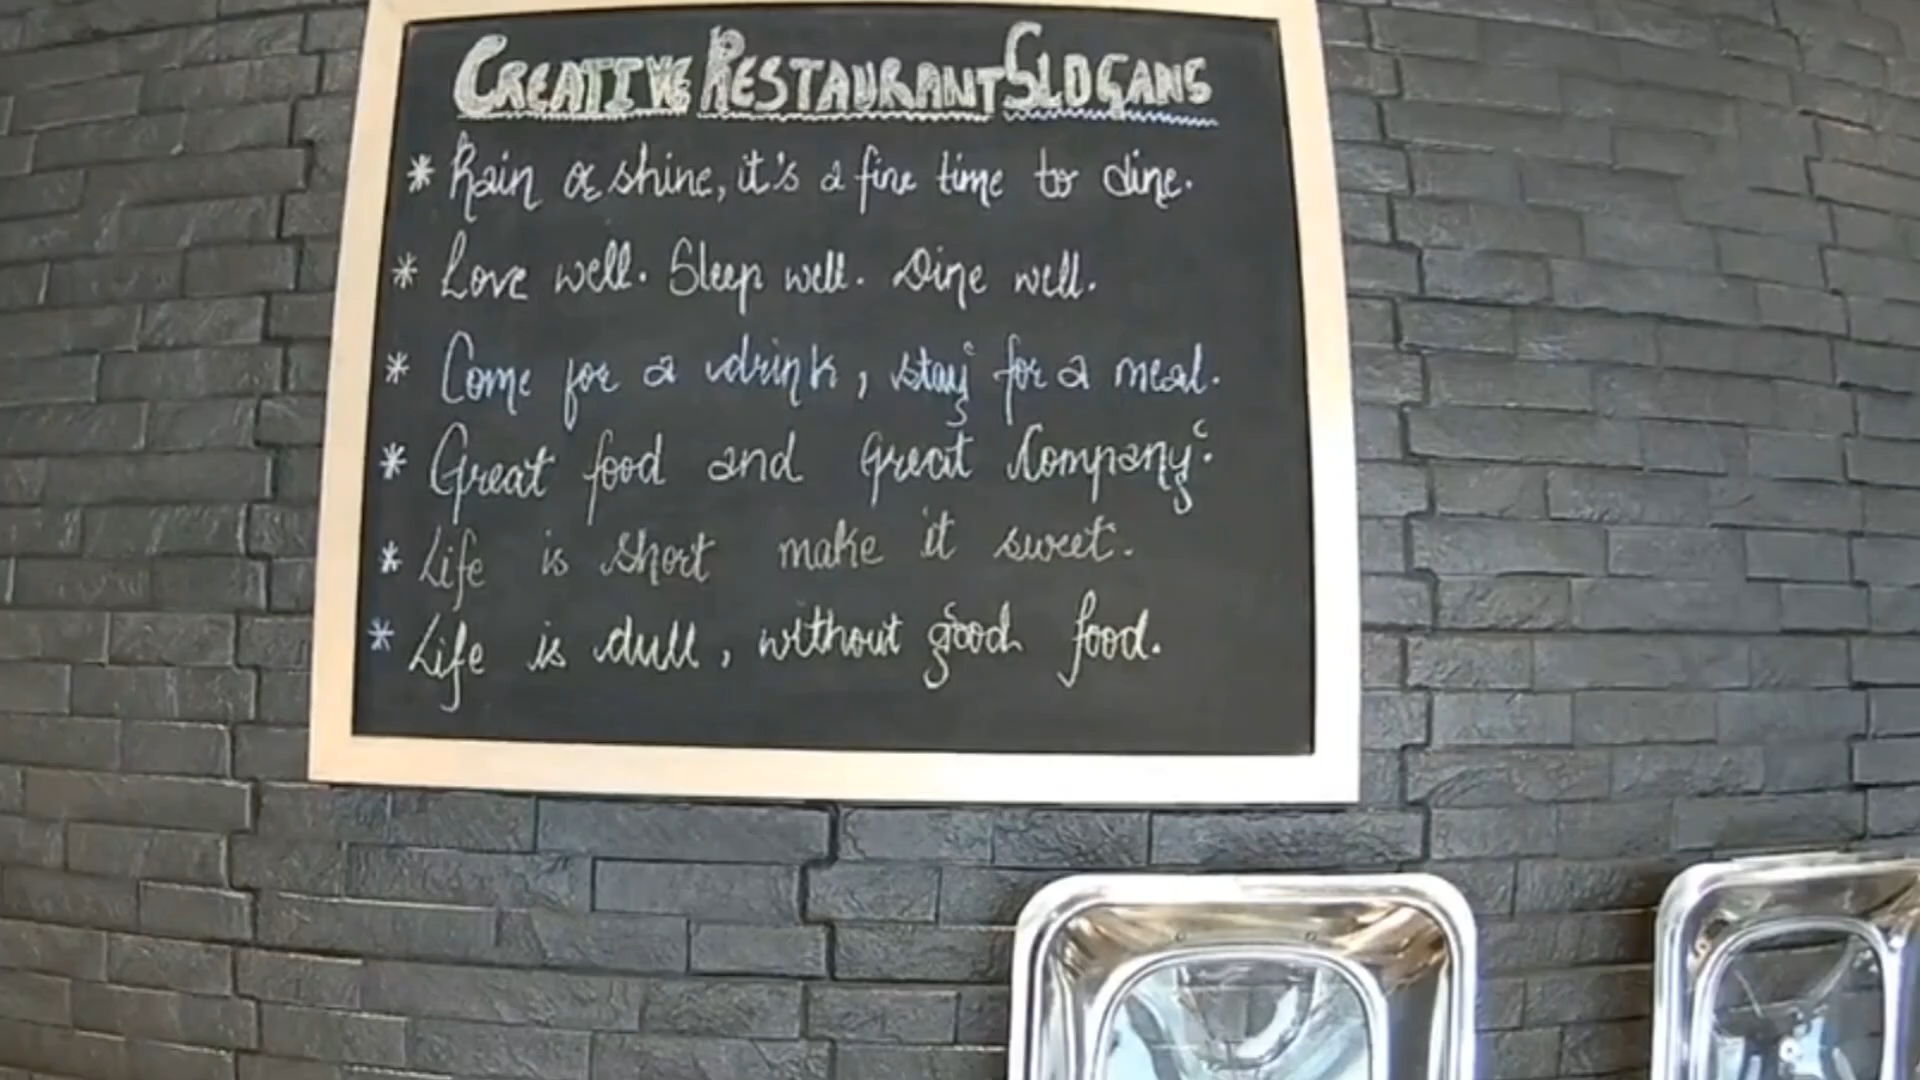 CREATIVE RESTAURANT SLOGANS
* Rain or shine, it's a fine time to dine.
* Love well. Sleep well. Dine well.
* Come for a drink, stay for a meal.
* Great food and great Company.
* Life is short make it sweet.
* Life is dull, without good food.